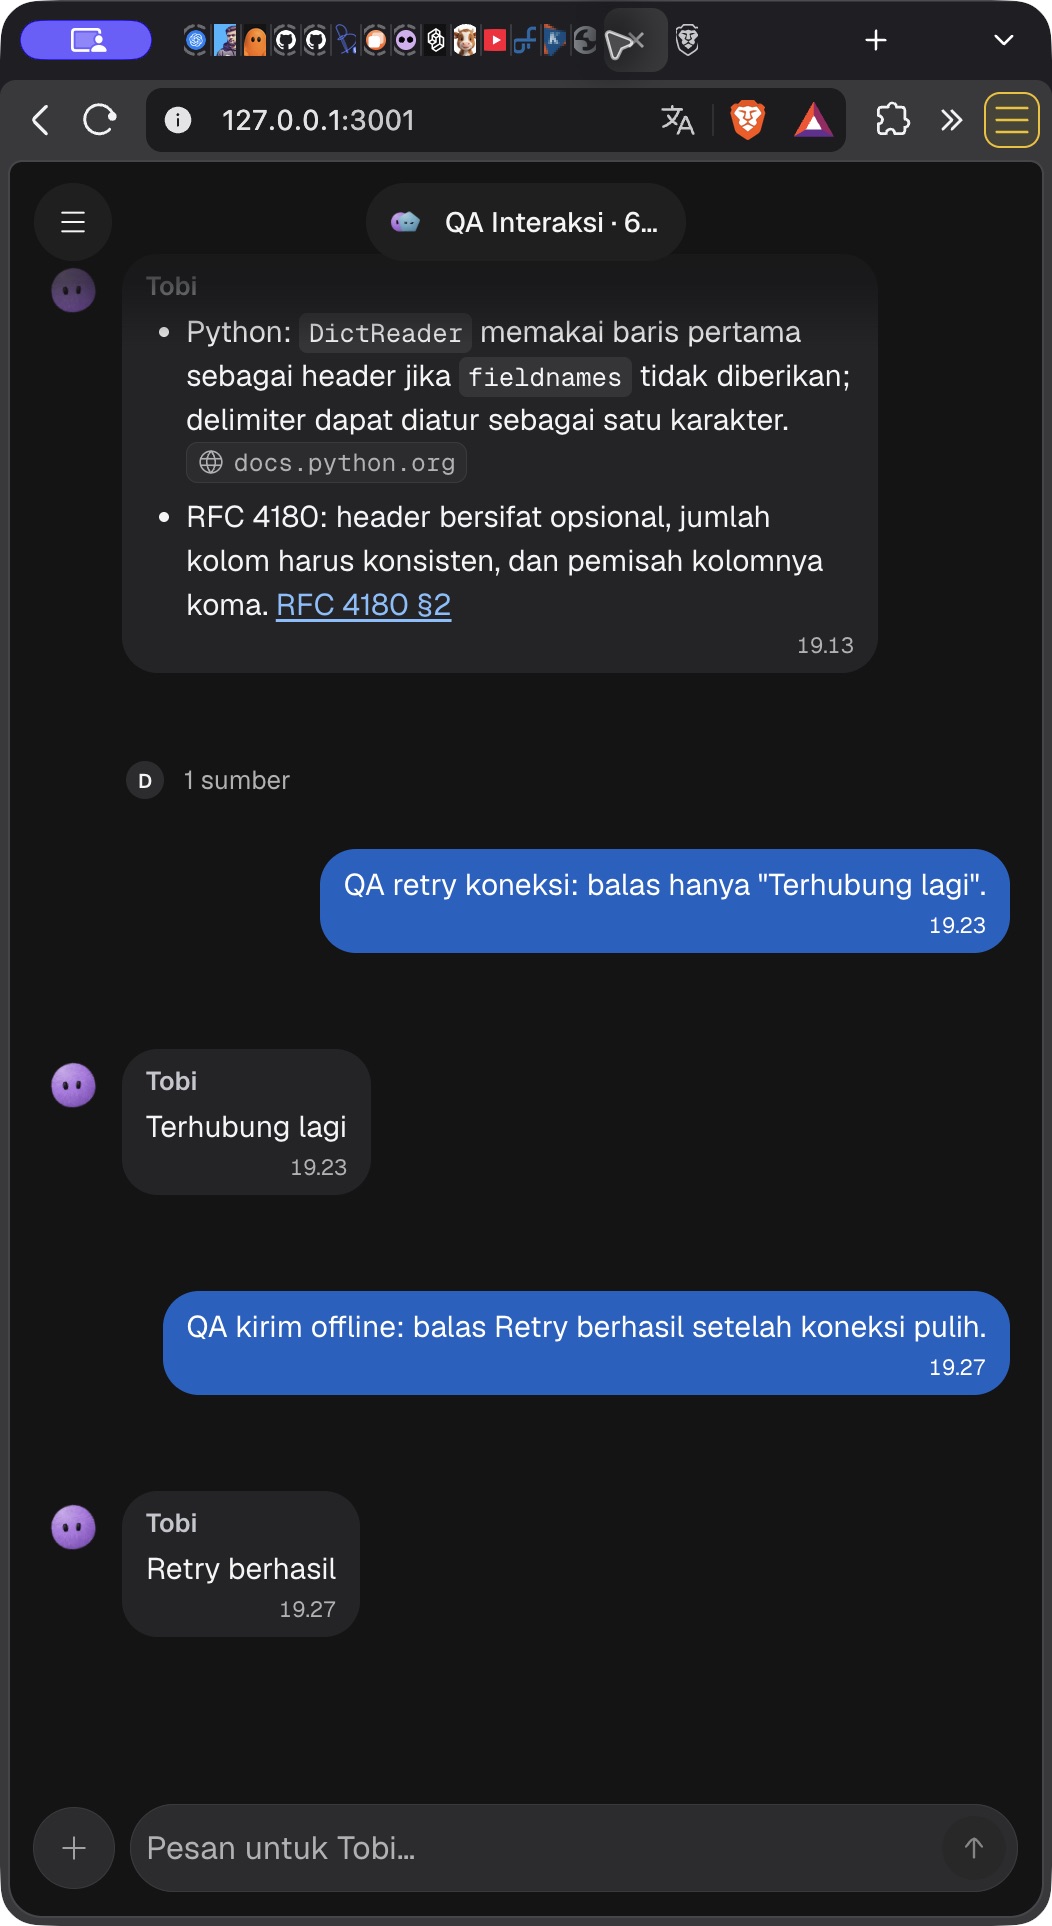 127.0.0.1:3001
QA Interaksi · 6...
Tobi
• Python: DictReader memakai baris pertama
sebagai header jika fieldnames tidak diberikan;
delimiter dapat diatur sebagai satu karakter.
docs.python.org
• RFC 4180: header bersifat opsional, jumlah
kolom harus konsisten, dan pemisah kolomnya
koma. RFC 4180 §2
19.13
D 1 sumber
QA retry koneksi: balas hanya "Terhubung lagi".
19.23
Tobi
Terhubung lagi
19.23
QA kirim offline: balas Retry berhasil setelah koneksi pulih.
19.27
Tobi
Retry berhasil
19.27
Pesan untuk Tobi...